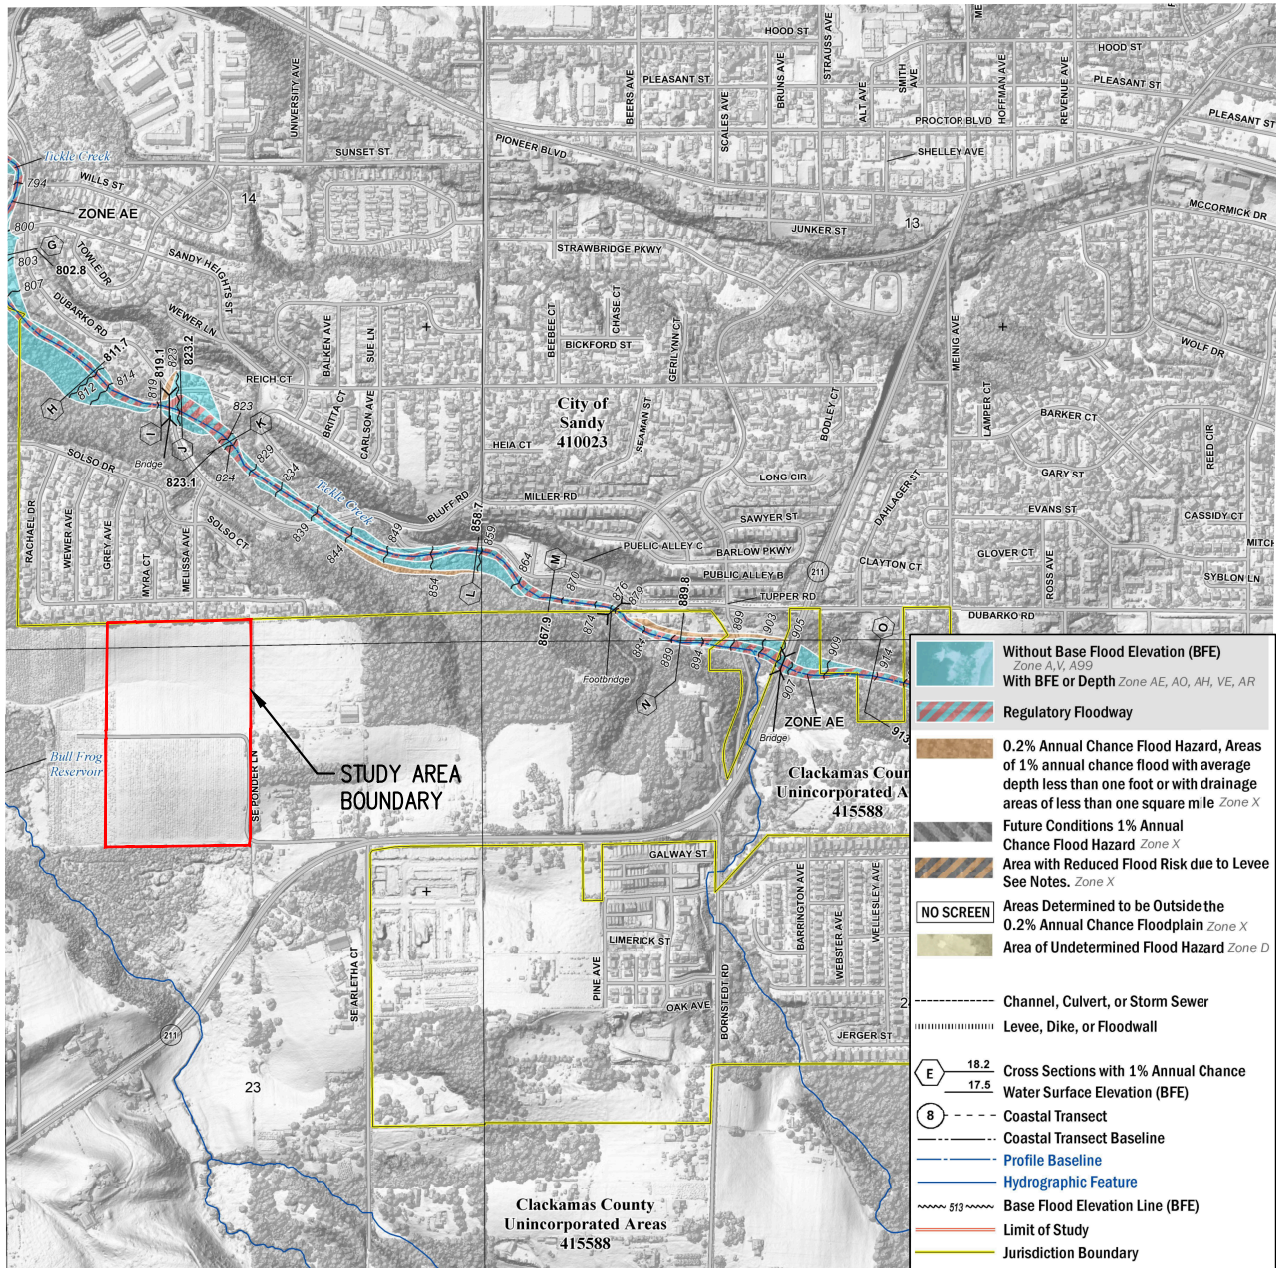 HOOD ST
HOOD ST
STRAUSS AVE
PLEASANT ST
PLEASANT ST
PLEASANT ST
BEERS AVE
BRUNS AVE
SMITH
AVE
ALT AVE
HOFFMAN AVE
REVENUE AVE
UNIVERSITY AVE
SCALES AVE
PROCTOR BLVD
PIONEER BLVD
SHELLEY AVE
SUNSET ST
Tickle Creek
794
WILLS ST
14
ZONE AE
13
MCCORMICK DR
800
JUNKER ST
G
803
802.8
TOWLE DR
STRAWBRIDGE PKWY
SANDY HEIGHTS ST
807
DUBARKO RD
WEWER LN
BALKEN AVE
SUE LN
BEEBEE CT
CHASE CT
BICKFORD ST
GERILYNN CT
MEINIG AVE
WOLF DR
811.7
819.1
823
823.2
812
814
819
REICH CT
H
I
J
K
823
BRITTA CT
CARLSON AVE
City of
Sandy
410023
SEAMAN ST
BODLEY CT
LAMPER CT
BARKER CT
REED CIR
HEIA CT
Bridge
823.1
824
829
834
SOLSO DR
SOLSO CT
LONG CIR
GARY ST
Tickle Creek
BLUFF RD
MILLER RD
858.7
859
SAWYER ST
DAHLAGER ST
EVANS ST
CASSIDY CT
RACHAEL DR
WEWER AVE
GREY AVE
MYRA CT
MELISSA AVE
839
844
849
854
L
864
M
870
PUBLIC ALLEY C
BARLOW PKWY
PUBLIC ALLEY B
211
CLAYTON CT
GLOVER CT
ROSS AVE
SYBLON LN
TUPPER RD
DUBARKO RD
867.9
874
876
879
889.8
884
889
894
899
903
905
907
909
914
O
N
Footbridge
Bridge
ZONE AE
Bull Frog
Reservoir
SE PONDER LN
STUDY AREA
BOUNDARY
Clackamas Coun
Unincorporated A
415588
GALWAY ST
LIMERICK ST
OAK AVE
PINE AVE
BORNSTEDT RD
BARRINGTON AVE
WEBSTER AVE
WELLESLEY AVE
JERGER ST
SE ARLETHA CT
211
23
Clackamas County
Unincorporated Areas
415588
Without Base Flood Elevation (BFE)
Zone A,V, A99
With BFE or Depth Zone AE, AO, AH, VE, AR
Regulatory Floodway
0.2% Annual Chance Flood Hazard, Areas
of 1% annual chance flood with average
depth less than one foot or with drainage
areas of less than one square mile Zone X
Future Conditions 1% Annual
Chance Flood Hazard Zone X
Area with Reduced Flood Risk due to Levee
See Notes. Zone X
NO SCREEN
Areas Determined to be Outside the
0.2% Annual Chance Floodplain Zone X
Area of Undetermined Flood Hazard Zone D
Channel, Culvert, or Storm Sewer
Levee, Dike, or Floodwall
E
18.2
17.5
Cross Sections with 1% Annual Chance
Water Surface Elevation (BFE)
8
Coastal Transect
Coastal Transect Baseline
Profile Baseline
Hydrographic Feature
513
Base Flood Elevation Line (BFE)
Limit of Study
Jurisdiction Boundary